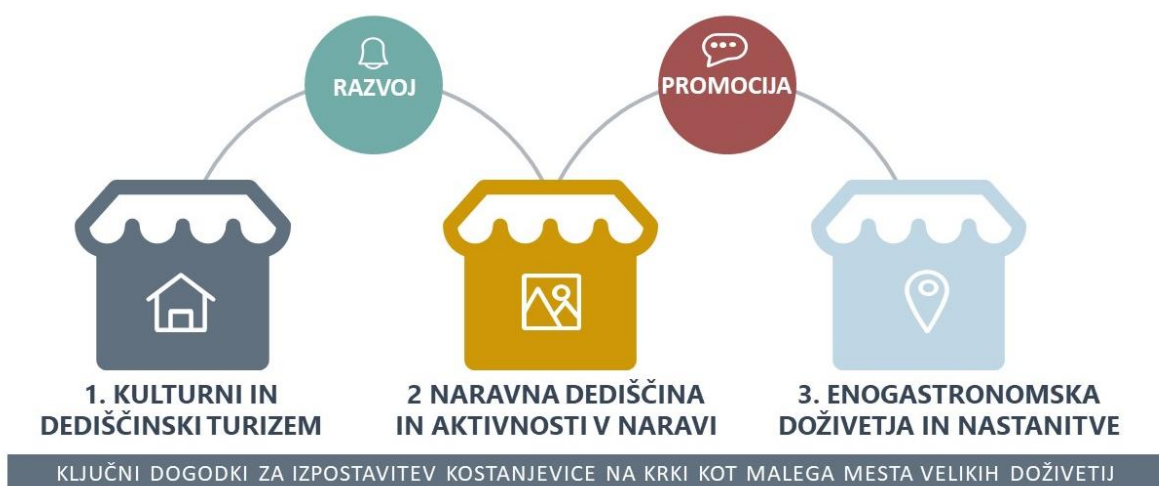 RAZVOJ
PROMOCIJA
1. KULTURNI IN
DEDIŠČINSKI TURIZEM
2 NARAVNA DEDIŠČINA
IN AKTIVNOSTI V NARAVI
3. ENOGASTRONOMSKA
DOŽIVETJA IN NASTANITVE
KLJUČNI DOGODKI ZA IZPOSTAVITEV KOSTANJEVICE NA KRKI KOT MALEGA MESTA VELIKIH DOŽIVETIJ